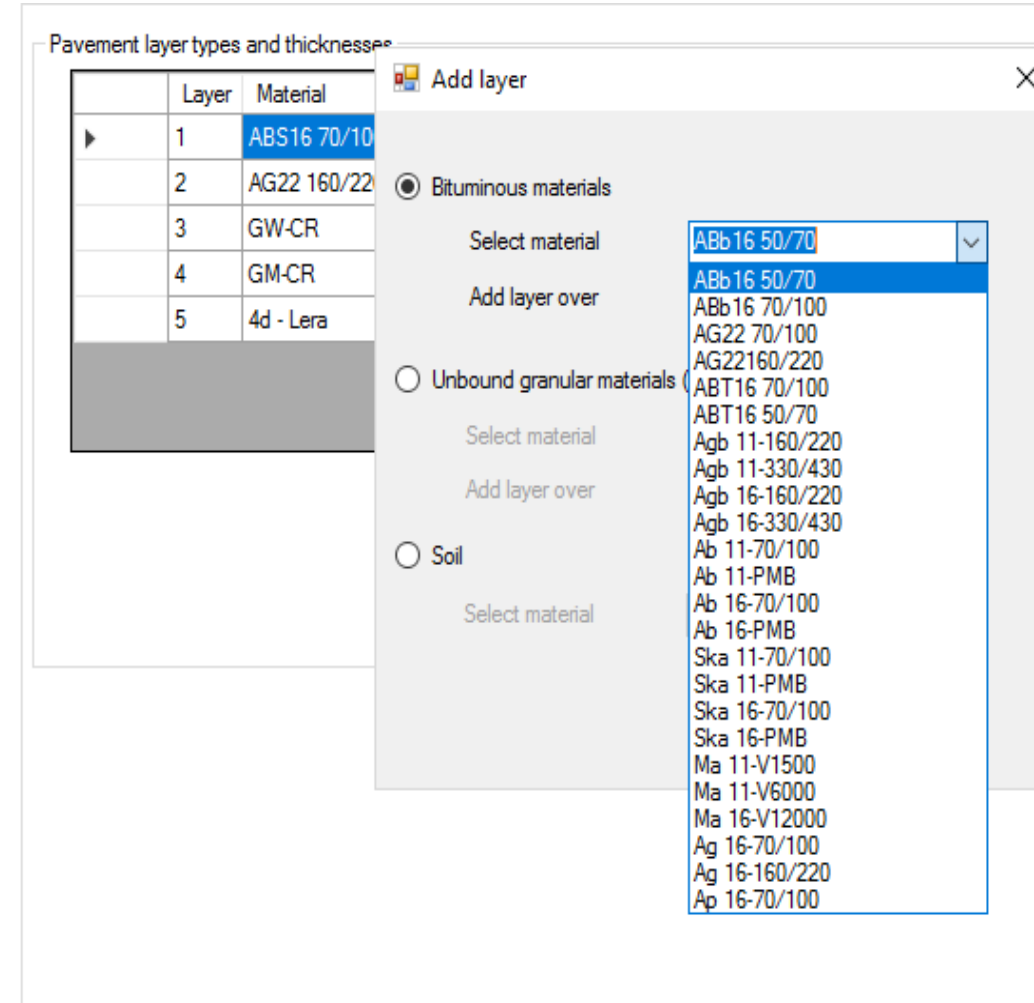 Pavement layer types and thicknesses
Layer Material
1 ABS16 70/10
2 AG22 160/22
3 GW-CR
4 GM-CR
5 4d - Lera
Add layer
Bituminous materials
Select material
ABb16 50/70
Add layer over
ABb16 50/70
ABb16 70/100
AG22 70/100
AG22160/220
ABT16 70/100
ABT16 50/70
Agb 11-160/220
Agb 11-330/430
Agb 16-160/220
Agb 16-330/430
Ab 11-70/100
Ab 11-PMB
Ab 16-70/100
Ab 16-PMB
Ska 11-70/100
Ska 11-PMB
Ska 16-70/100
Ska 16-PMB
Ma 11-V1500
Ma 11-V6000
Ma 16-V12000
Ag 16-70/100
Ag 16-160/220
Ap 16-70/100
Unbound granular materials (
Select material
Add layer over
Soil
Select material